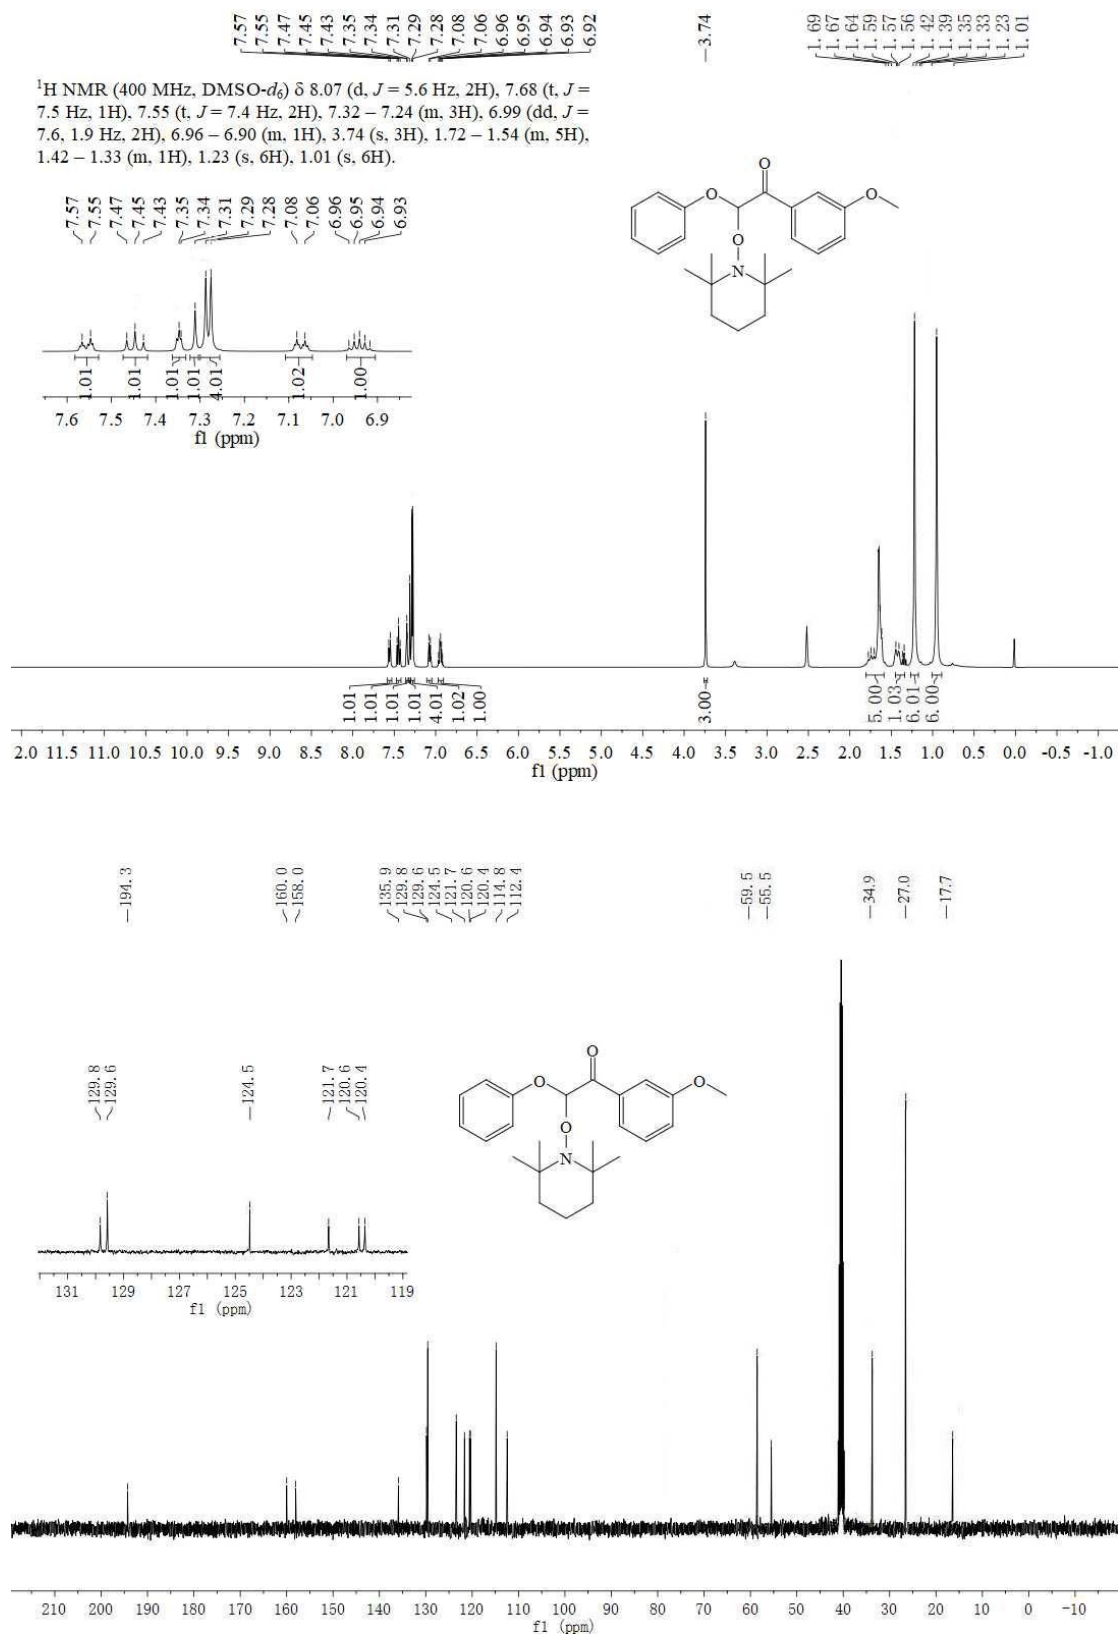 7.57 7.55 7.47 7.45 7.43 7.35 7.34 7.31 7.29 7.28 7.08 7.06 6.96 6.95 6.94 6.93 6.92
3.74
1.69 1.67 1.64 1.59 1.57 1.56 1.42 1.39 1.35 1.33 1.23 1.01
¹H NMR (400 MHz, DMSO-d₆) δ 8.07 (d, J = 5.6 Hz, 2H), 7.68 (t, J =
7.5 Hz, 1H), 7.55 (t, J = 7.4 Hz, 2H), 7.32 – 7.24 (m, 3H), 6.99 (dd, J =
7.6, 1.9 Hz, 2H), 6.96 – 6.90 (m, 1H), 3.74 (s, 3H), 1.72 – 1.54 (m, 5H),
1.42 – 1.33 (m, 1H), 1.23 (s, 6H), 1.01 (s, 6H).
7.57 7.55 7.47 7.45 7.43 7.35 7.34 7.31 7.29 7.28 7.08 7.06 6.96 6.95 6.94 6.93
1.01 1.01 1.01 1.01 4.01 1.02 1.00
7.6 7.5 7.4 7.3 7.2 7.1 7.0 6.9
f1 (ppm)
O
O
O
O
N
1.01 1.01 1.01 1.01 4.01 1.02 1.00
3.00
5.00 1.03 6.01 6.00
2.0 11.5 11.0 10.5 10.0 9.5 9.0 8.5 8.0 7.5 7.0 6.5 6.0 5.5 5.0 4.5 4.0 3.5 3.0 2.5 2.0 1.5 1.0 0.5 0.0 -0.5 -1.0
f1 (ppm)
194.3
160.0 158.0
135.9 129.8 129.6 124.5 121.7 120.6 120.4 114.8 112.4
59.5 55.5
34.9
27.0
17.7
129.8 129.6
124.5
121.7 120.6 120.4
131 129 127 125 123 121 119
f1 (ppm)
O
O
O
O
N
210 200 190 180 170 160 150 140 130 120 110 100 90 80 70 60 50 40 30 20 10 0 -10
f1 (ppm)